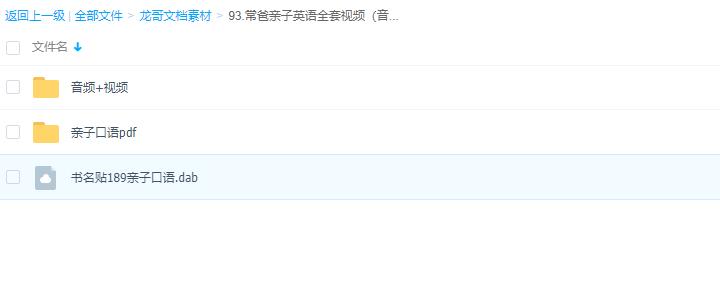 返回上一级 | 全部文件 > 龙哥文档素材 > 93.常爸亲子英语全套视频（音...
文件名
音频+视频
亲子口语pdf
书名贴189亲子口语.dab